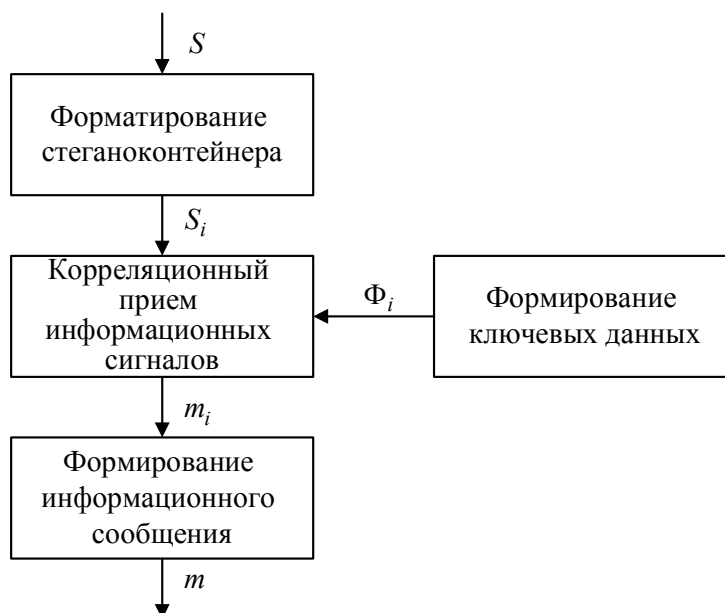 S
Форматирование
стеганоконтейнера
S_i
Корреляционный
прием
информационных
сигналов
Φ_i
Формирование
ключевых данных
m_i
Формирование
информационного
сообщения
m